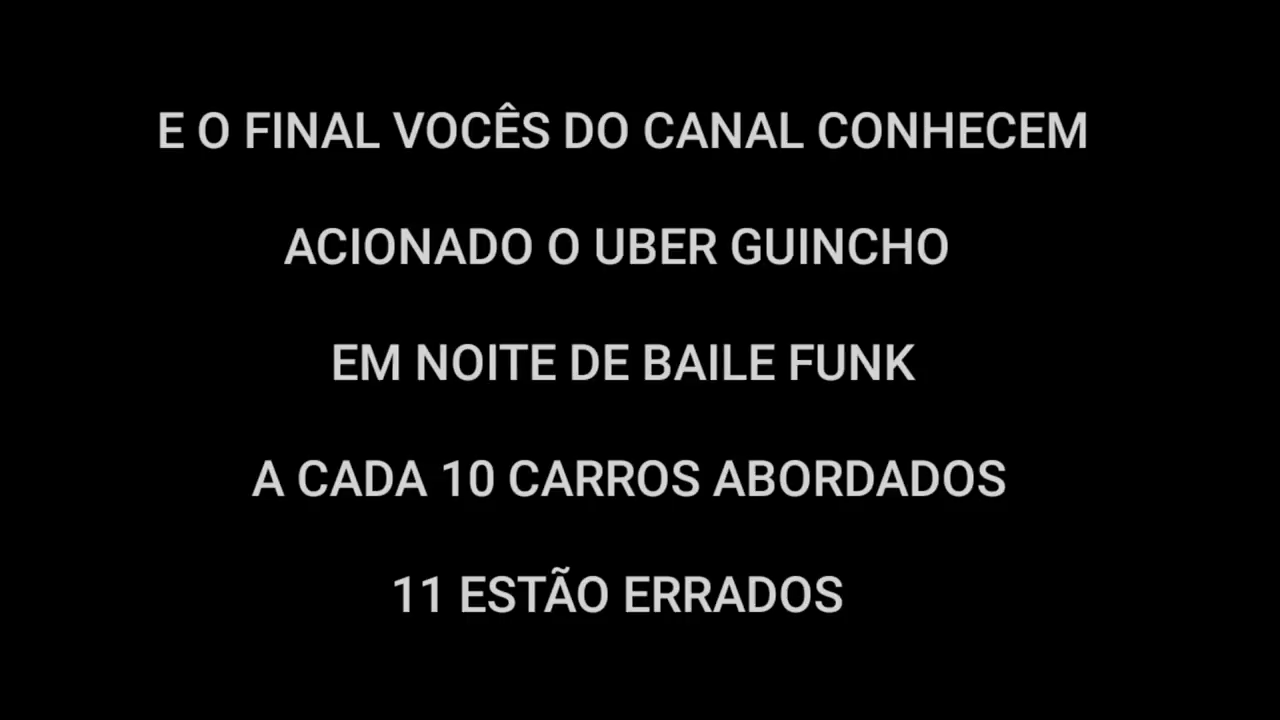 E O FINAL VOCÊS DO CANAL CONHECEM
ACIONADO O UBER GUINCHO
EM NOITE DE BAILE FUNK
A CADA 10 CARROS ABORDADOS
11 ESTÃO ERRADOS